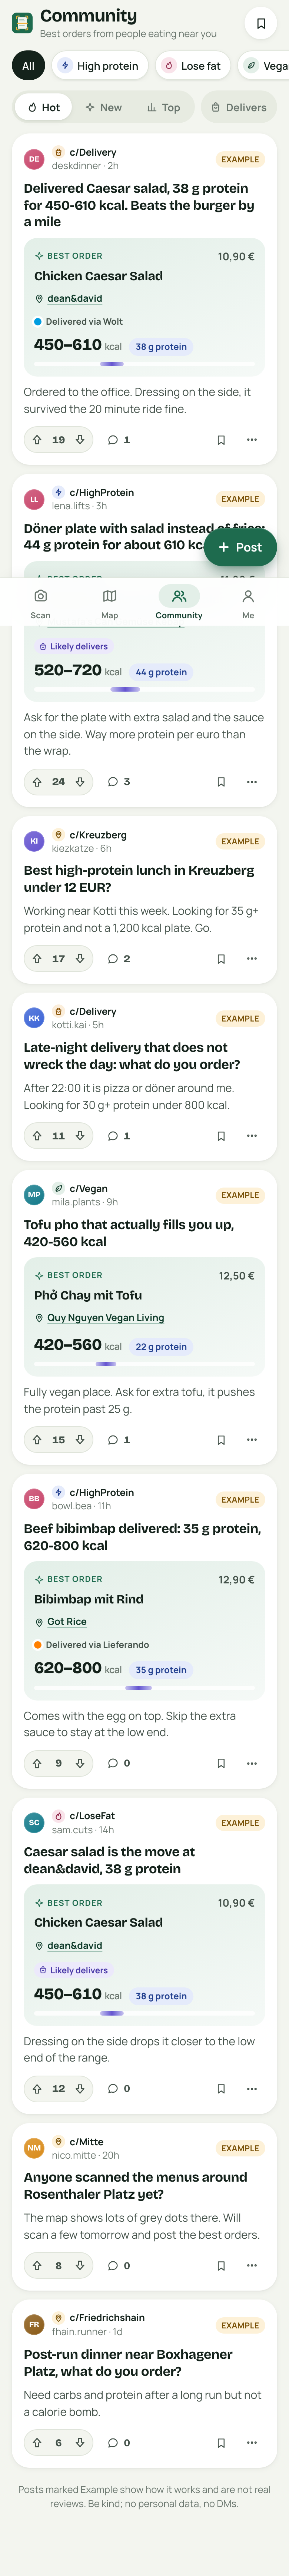 Community
Best orders from people eating near you
All
High protein
Lose fat
Vega
Hot
New
Top
Delivers
DE
c/Delivery
deskdinner · 2h
EXAMPLE
Delivered Caesar salad, 38 g protein
for 450-610 kcal. Beats the burger by
a mile
BEST ORDER
10,90 €
Chicken Caesar Salad
dean&david
Delivered via Wolt
450–610 kcal
38 g protein
Ordered to the office. Dressing on the side, it
survived the 20 minute ride fine.
19
1
LL
c/HighProtein
lena.lifts · 3h
EXAMPLE
Döner plate with salad instead of fries:
44 g protein for about 610 kc
Post
Scan
Map
Community
Me
Likely delivers
520–720 kcal
44 g protein
Ask for the plate with extra salad and the sauce
on the side. Way more protein per euro than
the wrap.
24
3
KI
c/Kreuzberg
kiezkatze · 6h
EXAMPLE
Best high-protein lunch in Kreuzberg
under 12 EUR?
Working near Kotti this week. Looking for 35 g+
protein and not a 1,200 kcal plate. Go.
17
2
KK
c/Delivery
kotti.kai · 5h
EXAMPLE
Late-night delivery that does not
wreck the day: what do you order?
After 22:00 it is pizza or döner around me.
Looking for 30 g+ protein under 800 kcal.
11
1
MP
c/Vegan
mila.plants · 9h
EXAMPLE
Tofu pho that actually fills you up,
420-560 kcal
BEST ORDER
12,50 €
Phở Chay mit Tofu
Quy Nguyen Vegan Living
420–560 kcal
22 g protein
Fully vegan place. Ask for extra tofu, it pushes
the protein past 25 g.
15
1
BB
c/HighProtein
bowl.bea · 11h
EXAMPLE
Beef bibimbap delivered: 35 g protein,
620-800 kcal
BEST ORDER
12,90 €
Bibimbap mit Rind
Got Rice
Delivered via Lieferando
620–800 kcal
35 g protein
Comes with the egg on top. Skip the extra
sauce to stay at the low end.
9
0
SC
c/LoseFat
sam.cuts · 14h
EXAMPLE
Caesar salad is the move at
dean&david, 38 g protein
BEST ORDER
10,90 €
Chicken Caesar Salad
dean&david
Likely delivers
450–610 kcal
38 g protein
Dressing on the side drops it closer to the low
end of the range.
12
0
NM
c/Mitte
nico.mitte · 20h
EXAMPLE
Anyone scanned the menus around
Rosenthaler Platz yet?
The map shows lots of grey dots there. Will
scan a few tomorrow and post the best orders.
8
0
FR
c/Friedrichshain
fhain.runner · 1d
EXAMPLE
Post-run dinner near Boxhagener
Platz, what do you order?
Need carbs and protein after a long run but not
a calorie bomb.
6
0
Posts marked Example show how it works and are not real
reviews. Be kind; no personal data, no DMs.